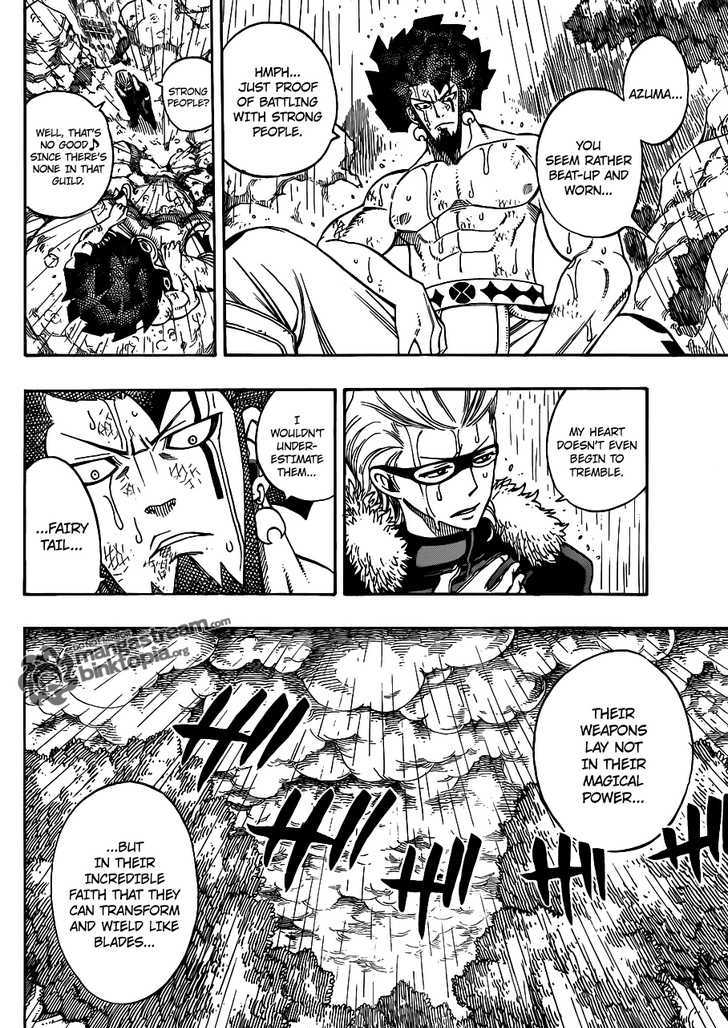 AZUMA...
YOU
SEEM RATHER
BEAT-UP AND
WORN...
HMPH...
JUST PROOF
OF BATTLING
WITH STRONG
PEOPLE.
STRONG
PEOPLE?
WELL, THAT'S
NO GOOD♪
SINCE THERE'S
NONE IN THAT
GUILD.
MY HEART
DOESN'T EVEN
BEGIN TO
TREMBLE.
I
WOULDN'T
UNDER-
ESTIMATE
THEM...
...FAIRY
TAIL...
mangastream.com
binktopia.org
THEIR
WEAPONS
LAY NOT
IN THEIR
MAGICAL
POWER...
...BUT
IN THEIR
INCREDIBLE
FAITH THAT THEY
CAN TRANSFORM
AND WIELD LIKE
BLADES...